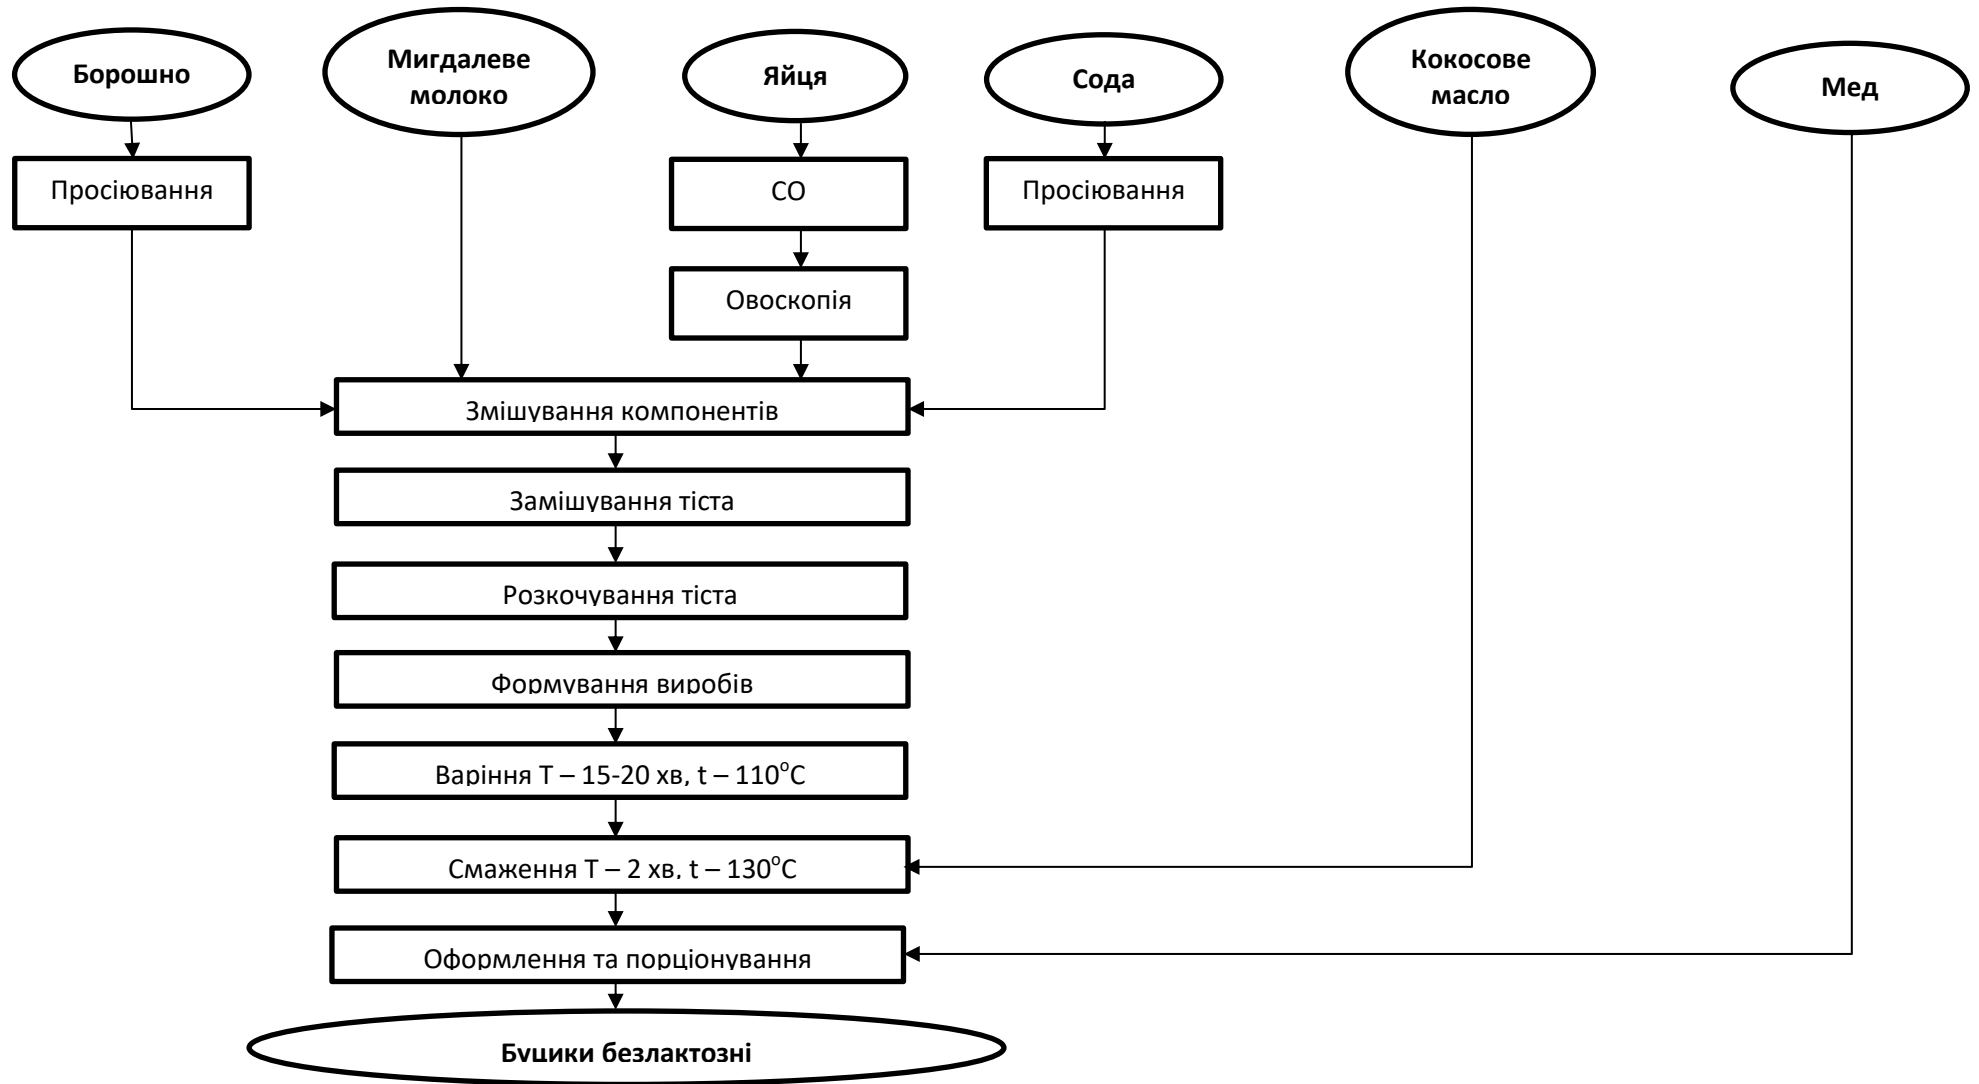 Борошно
Мигдалеве
молоко
Яйця
Сода
Кокосове
масло
Мед
Просіювання
СО
Просіювання
Овоскопія
Змішування компонентів
Замішування тіста
Розкочування тіста
Формування виробів
Варіння Т – 15-20 хв, t – 110°С
Смаження Т – 2 хв, t – 130°С
Оформлення та порціонування
Буцики безлактозні